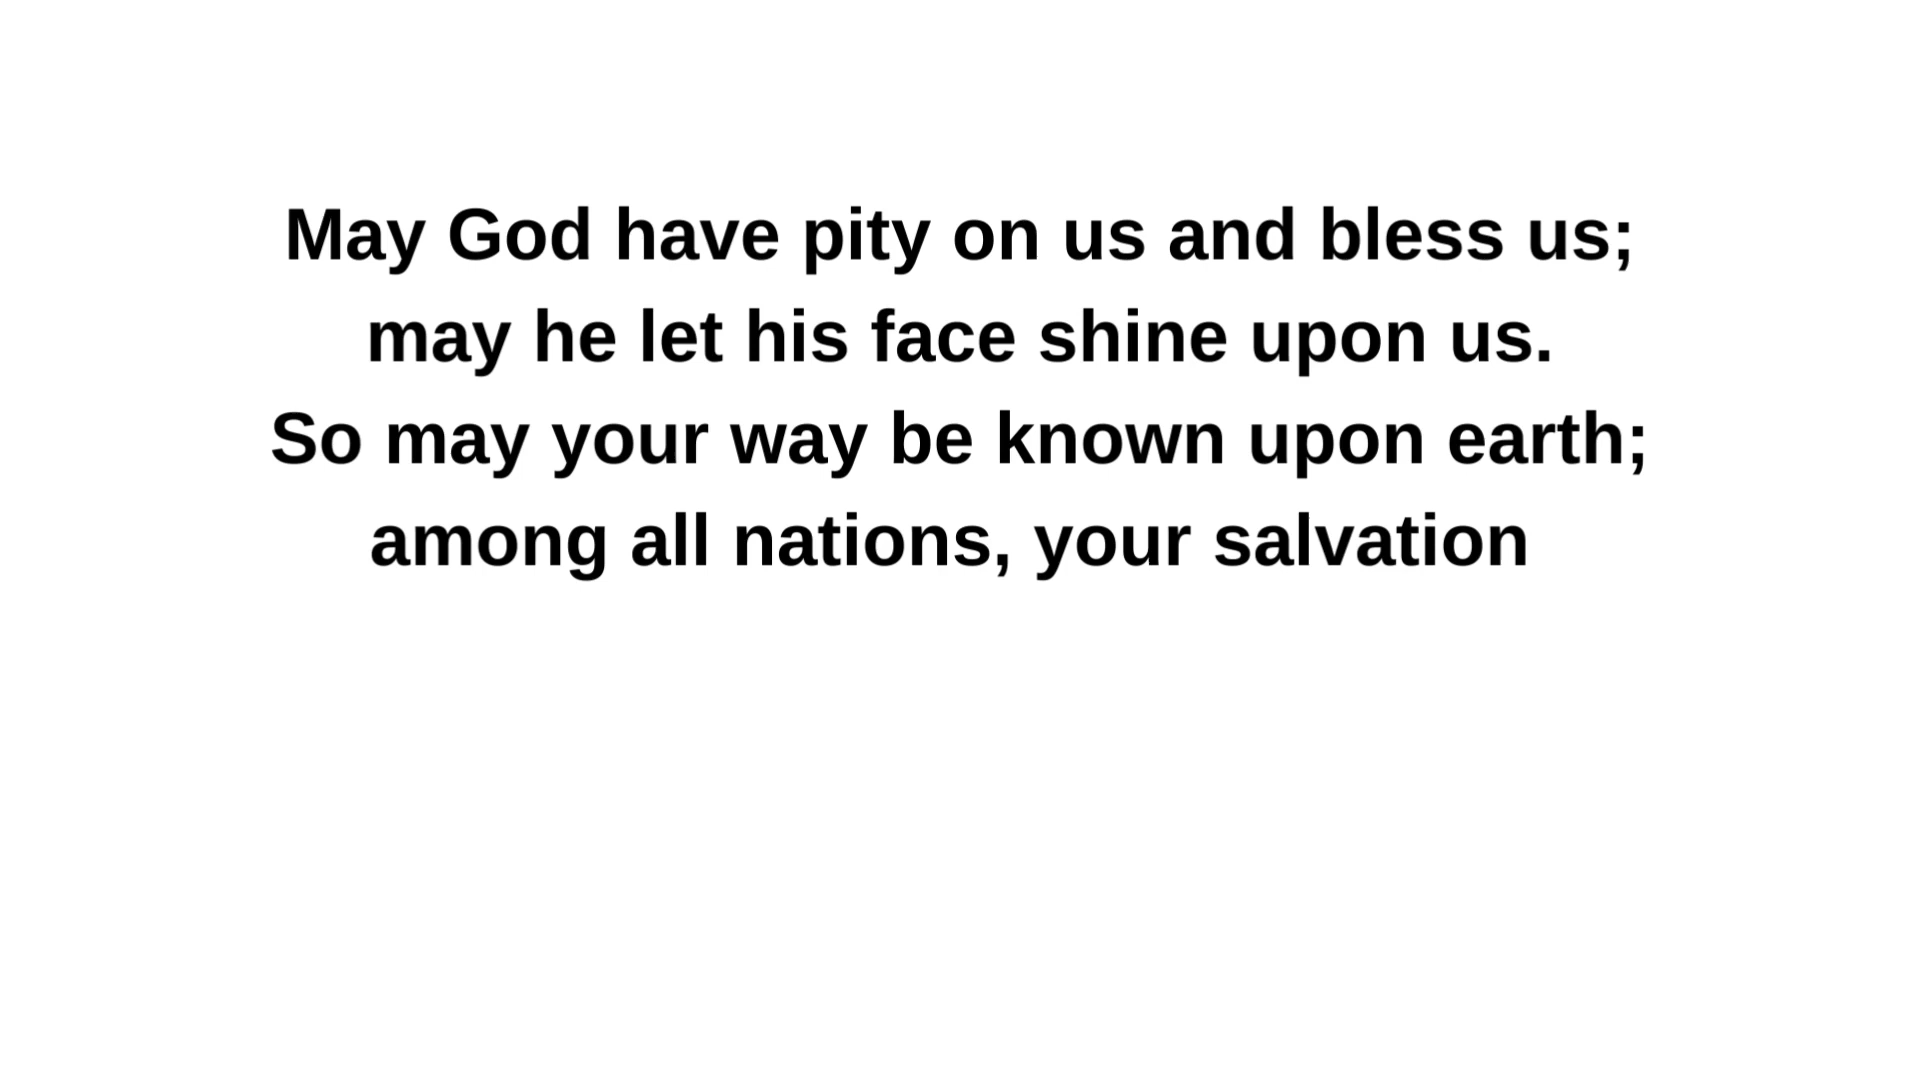 May God have pity on us and bless us;
may he let his face shine upon us.
So may your way be known upon earth;
among all nations, your salvation